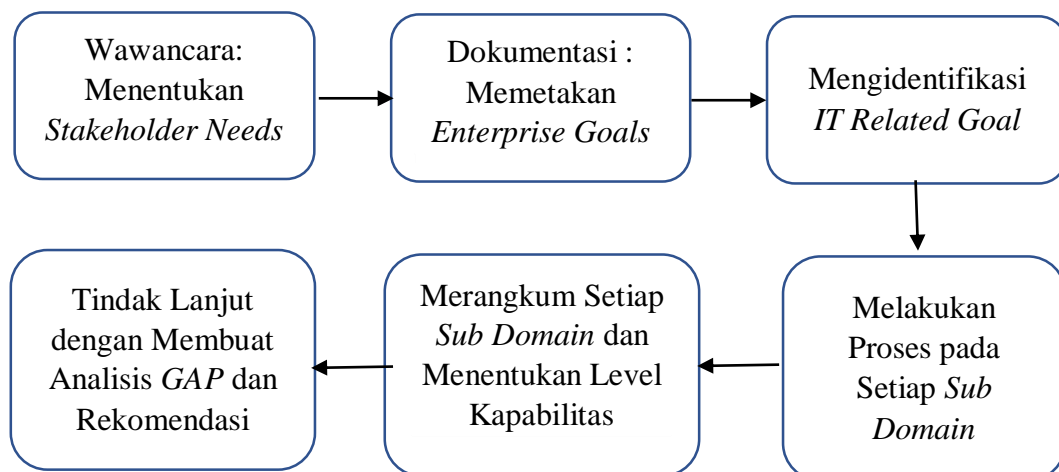 Wawancara:
Menentukan
Stakeholder Needs
Dokumentasi :
Memetakan
Enterprise Goals
Mengidentifikasi
IT Related Goal
Melakukan
Proses pada
Setiap Sub
Domain
Merangkum Setiap
Sub Domain dan
Menentukan Level
Kapabilitas
Tindak Lanjut
dengan Membuat
Analisis GAP dan
Rekomendasi